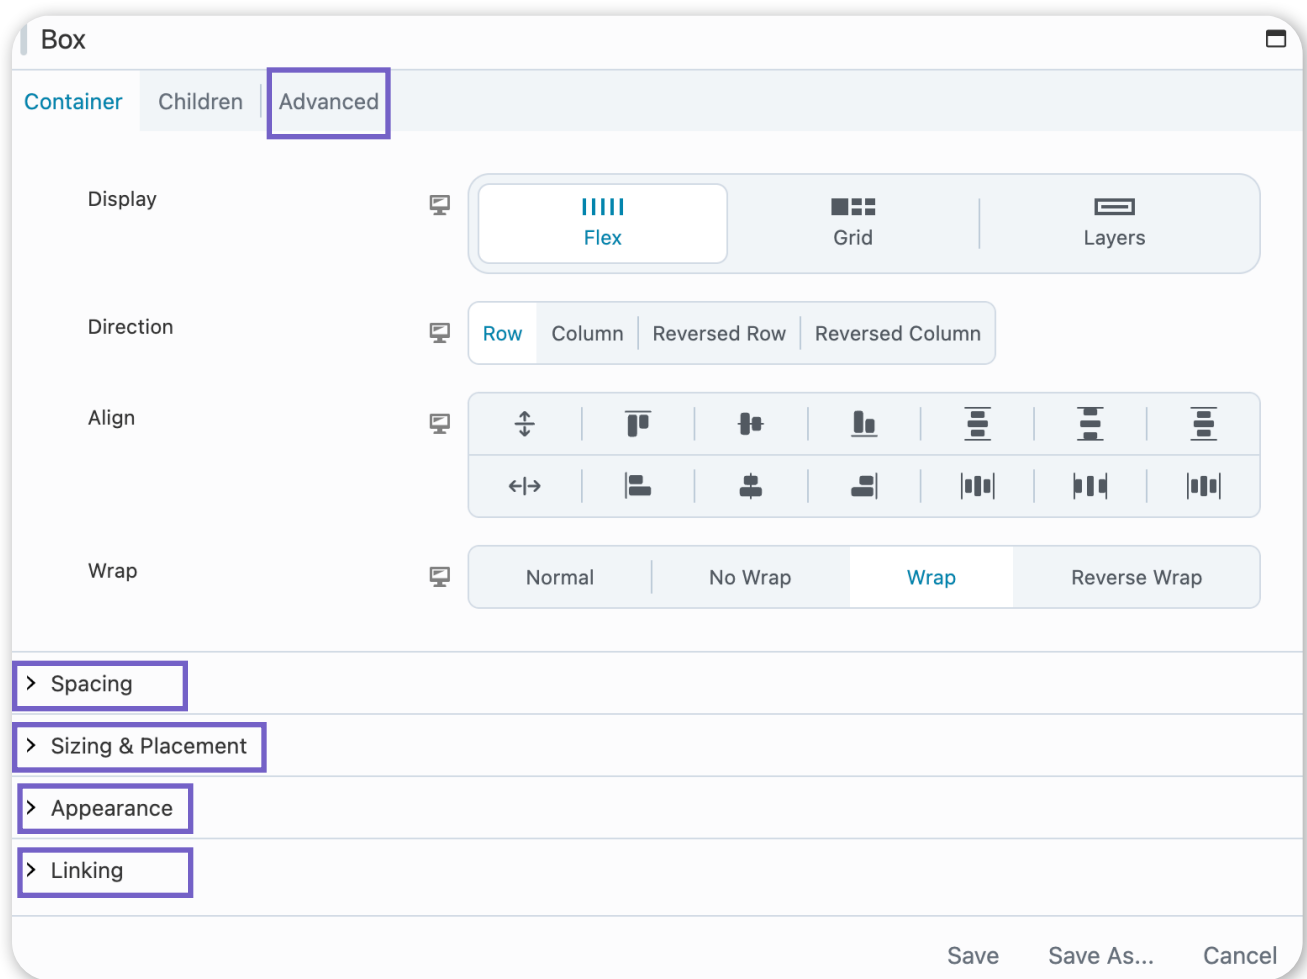 Box
Container Children Advanced
Display
Flex Grid Layers
Direction
Row Column Reversed Row Reversed Column
Align
Wrap
Normal No Wrap Wrap Reverse Wrap
Spacing
Sizing & Placement
Appearance
Linking
Save Save As... Cancel